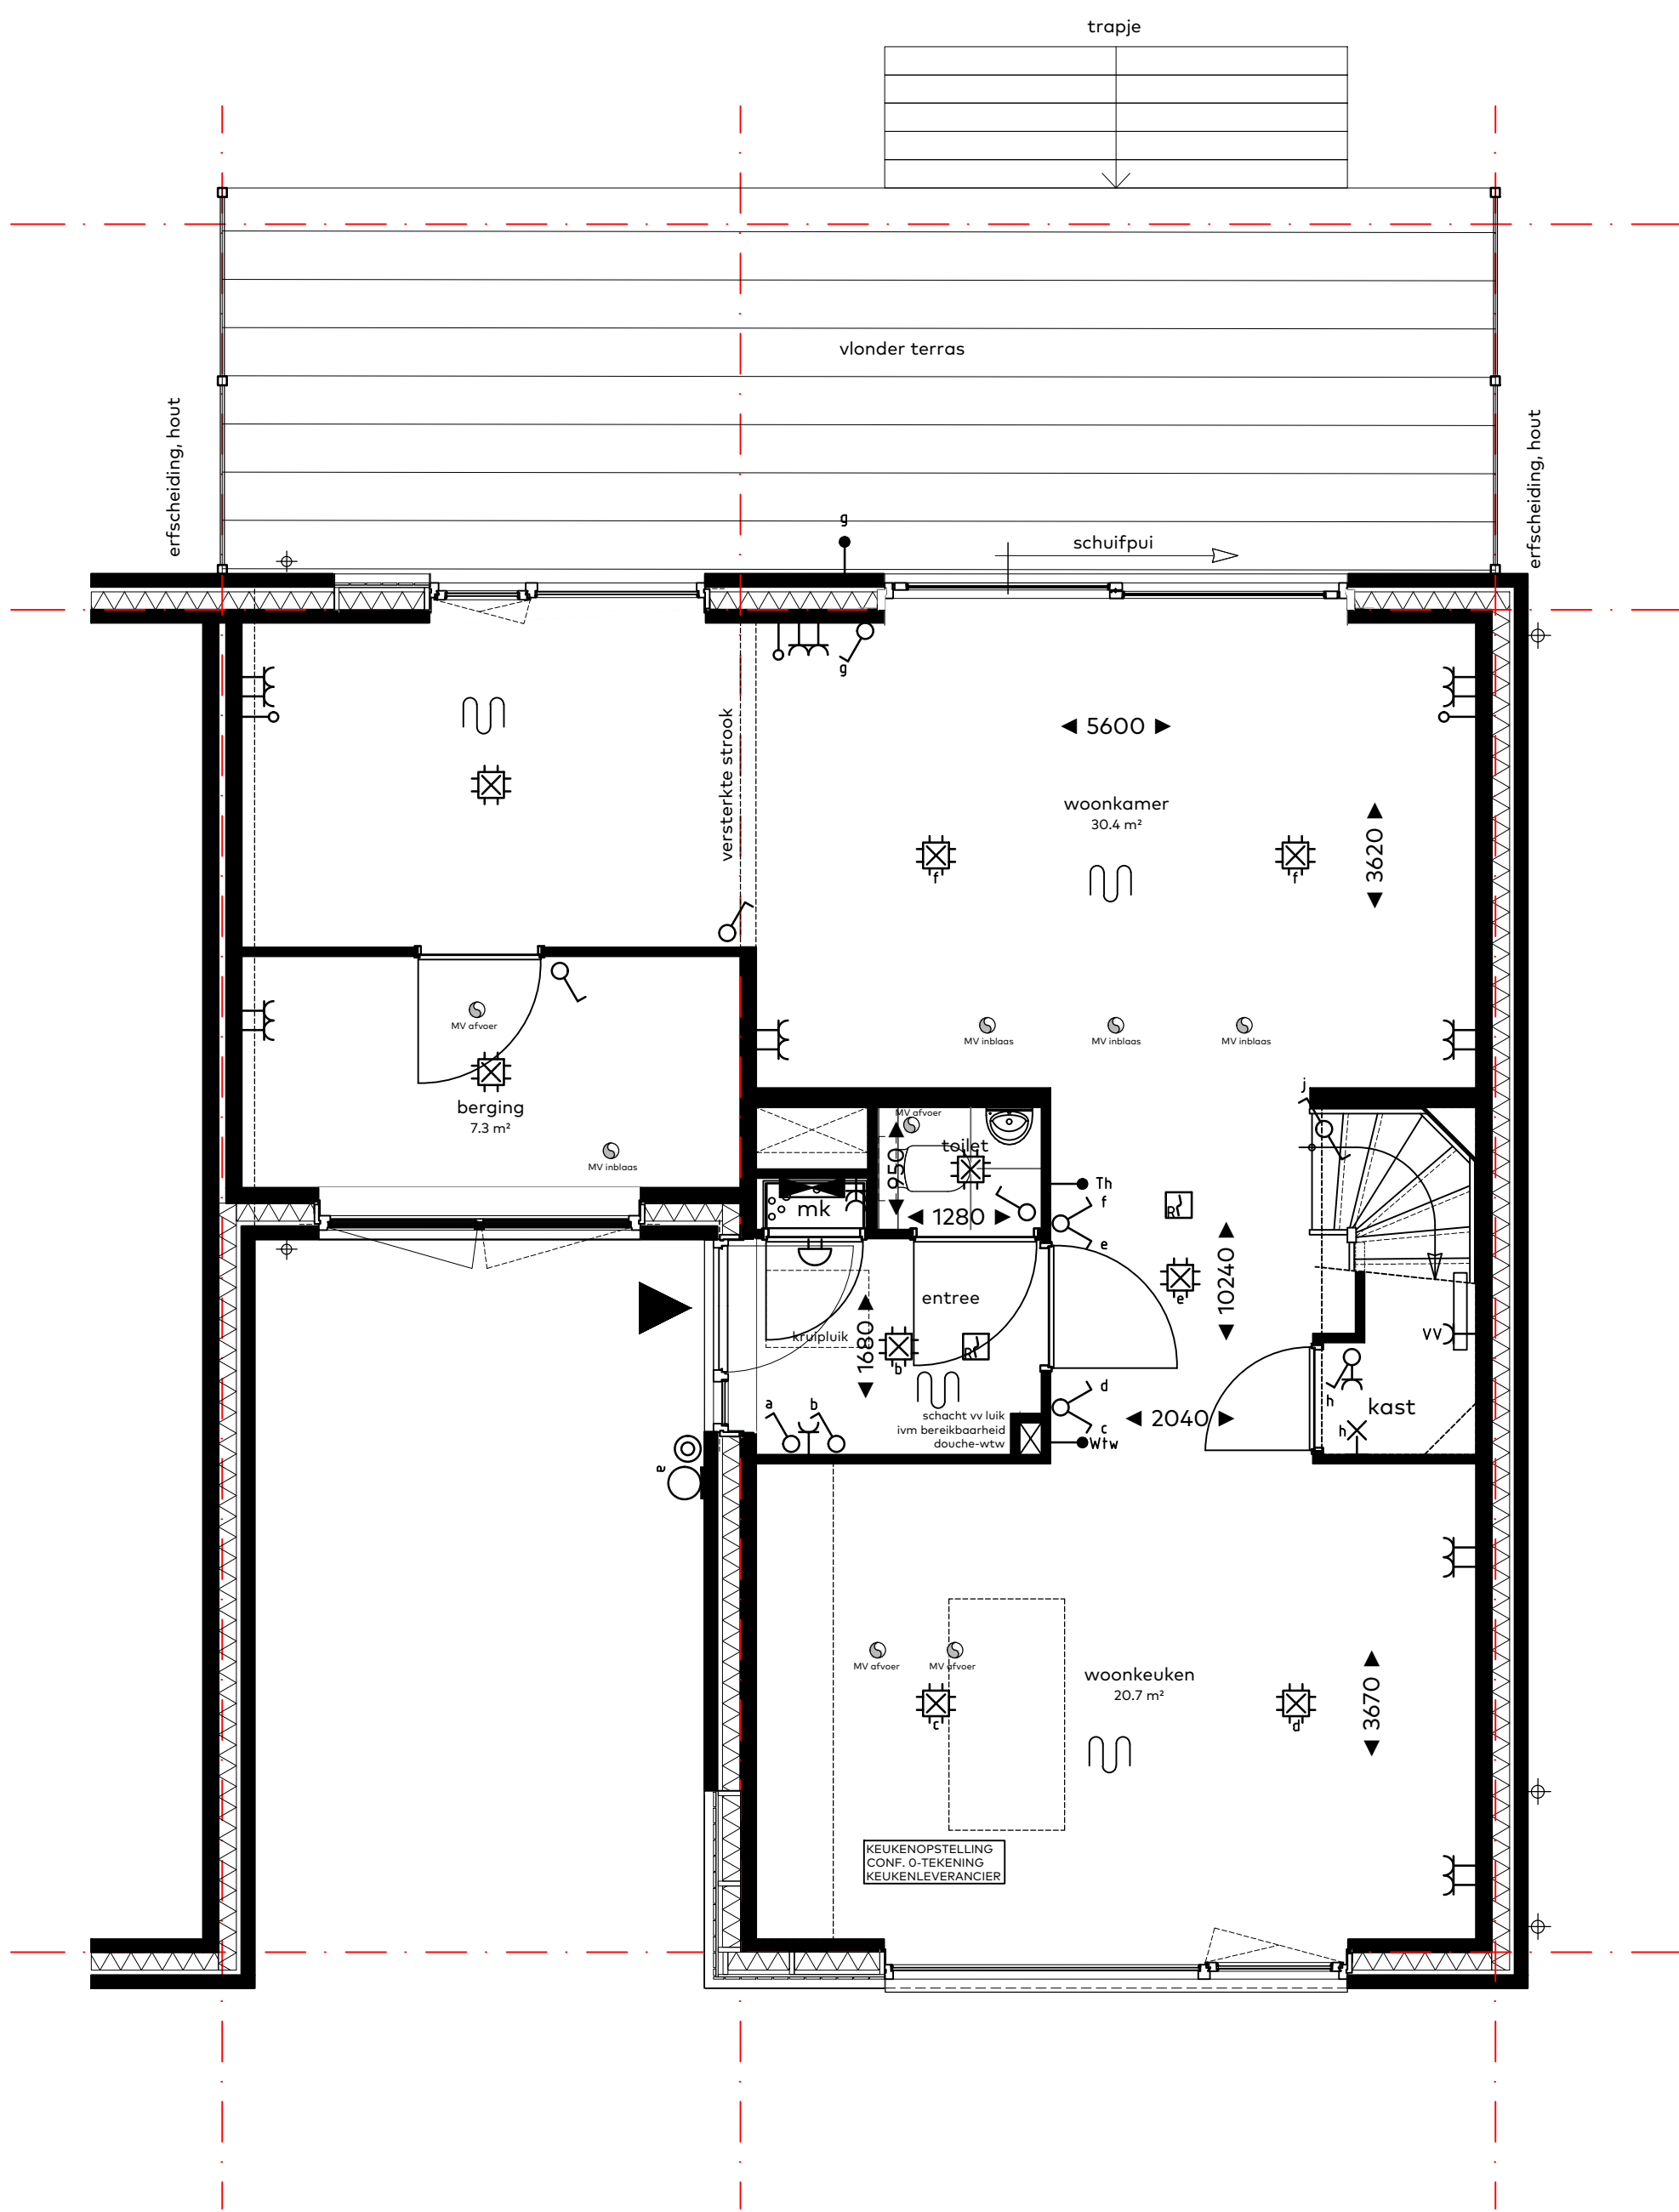 trapje
vlonder terras
erfscheiding, hout
erfscheiding, hout
g
schuifpui
g
versterkte strook
5600
woonkamer
30.4 m²
3620
f
f
MV afvoer
MV inblaas
MV inblaas
MV inblaas
berging
7.3 m²
MV inblaas
MV afvoer
toilet
950
1280
mk
j
Th
f
e
R
e
10240
entree
kruipluik
1680
b
R
VV
a
b
schacht vv luik
ivm bereikbaarheid
douche-wtw
d
c
Wtw
2040
h
kast
h
a
MV afvoer
MV afvoer
woonkeuken
20.7 m²
3670
c
d
KEUKENOPSTELLING
CONF. 0-TEKENING
KEUKENLEVERANCIER